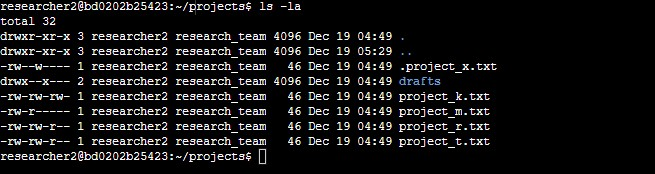 researcher2@bd0202b25423:~/projects$ ls -la
total 32
drwxr-xr-x 3 researcher2 research_team 4096 Dec 19 04:49 .
drwxr-xr-x 3 researcher2 research_team 4096 Dec 19 05:29 ..
-rw--w---- 1 researcher2 research_team   46 Dec 19 04:49 .project_x.txt
drwx--x--- 2 researcher2 research_team 4096 Dec 19 04:49 drafts
-rw-rw-rw- 1 researcher2 research_team   46 Dec 19 04:49 project_k.txt
-rw-r----- 1 researcher2 research_team   46 Dec 19 04:49 project_m.txt
-rw-rw-r-- 1 researcher2 research_team   46 Dec 19 04:49 project_r.txt
-rw-rw-r-- 1 researcher2 research_team   46 Dec 19 04:49 project_t.txt
researcher2@bd0202b25423:~/projects$